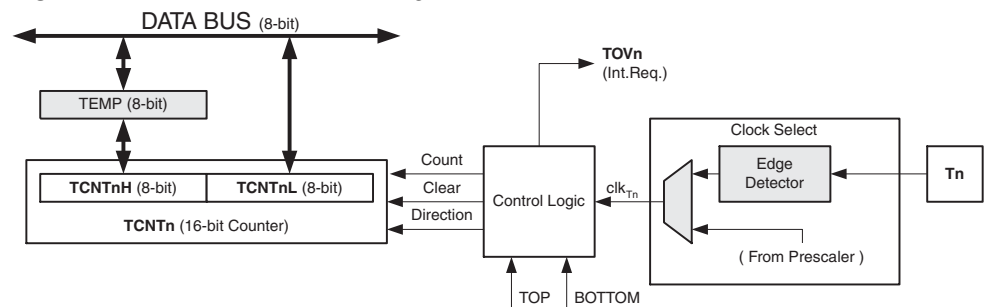 DATA BUS (8-bit)
TOVn
(Int.Req.)
TEMP (8-bit)
Clock Select
Count
Edge
Detector
Tn
TCNTnH (8-bit) TCNTnL (8-bit)
Clear
Control Logic
clkTn
TCNTn (16-bit Counter)
Direction
( From Prescaler )
TOP
BOTTOM